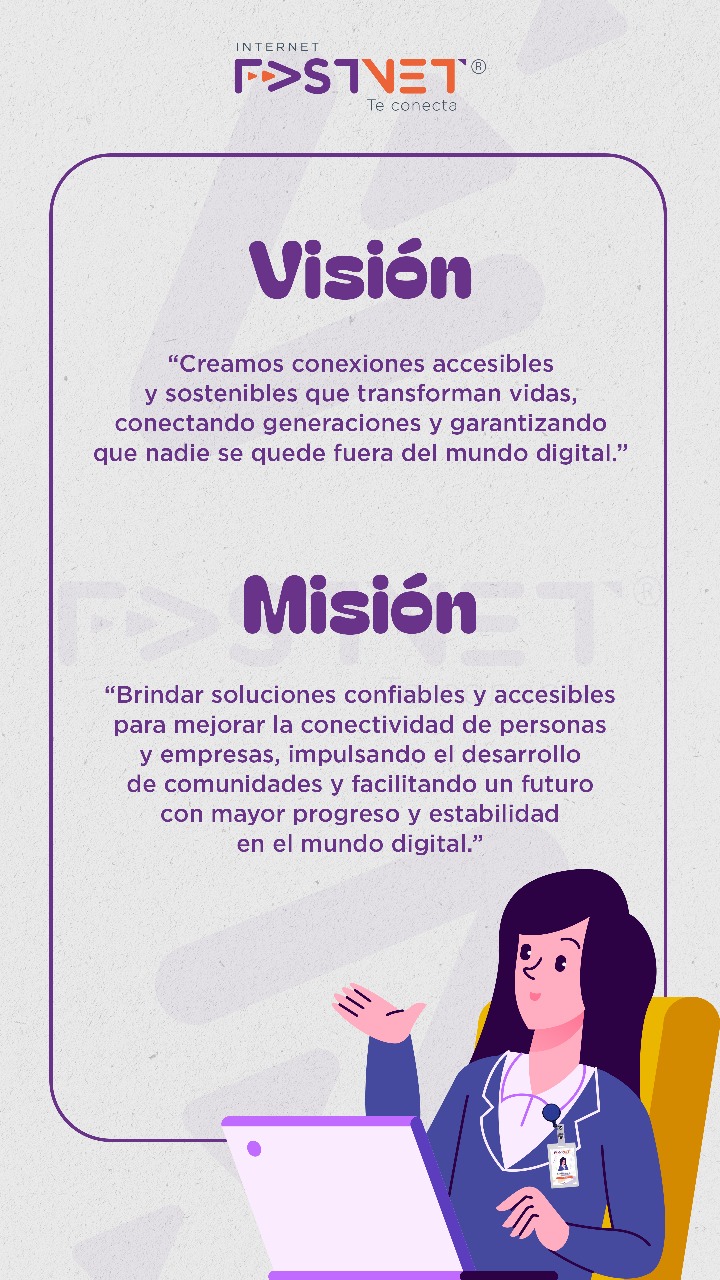 INTERNET
FASTNET®
Te conecta
Visión
“Creamos conexiones accesibles
y sostenibles que transforman vidas,
conectando generaciones y garantizando
que nadie se quede fuera del mundo digital.”
FASTNET®
Misión
“Brindar soluciones confiables y accesibles
para mejorar la conectividad de personas
y empresas, impulsando el desarrollo
de comunidades y facilitando un futuro
con mayor progreso y estabilidad
en el mundo digital.”